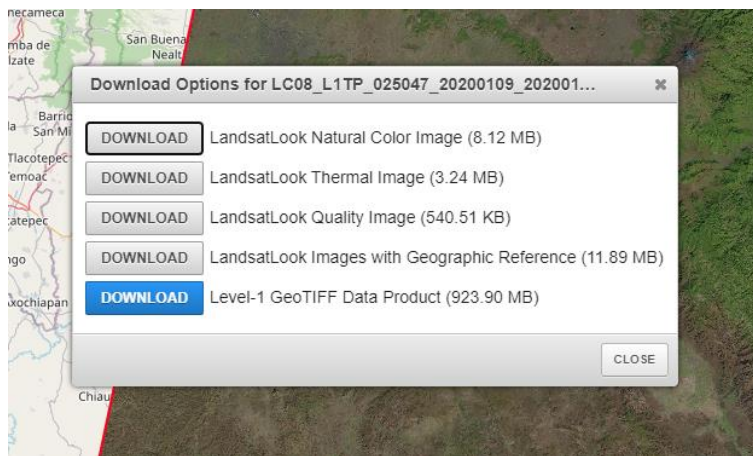 necameca
mba de
lzate
San Buena
Nealt
Download Options for LC08_L1TP_025047_20200109_202001...
Barrio
la San Mi
Tlacotepec
Temoac
DOWNLOAD LandsatLook Natural Color Image (8.12 MB)
DOWNLOAD LandsatLook Thermal Image (3.24 MB)
DOWNLOAD LandsatLook Quality Image (540.51 KB)
atepec
DOWNLOAD LandsatLook Images with Geographic Reference (11.89 MB)
ngo
DOWNLOAD Level-1 GeoTIFF Data Product (923.90 MB)
xochiapan
CLOSE
Chiau